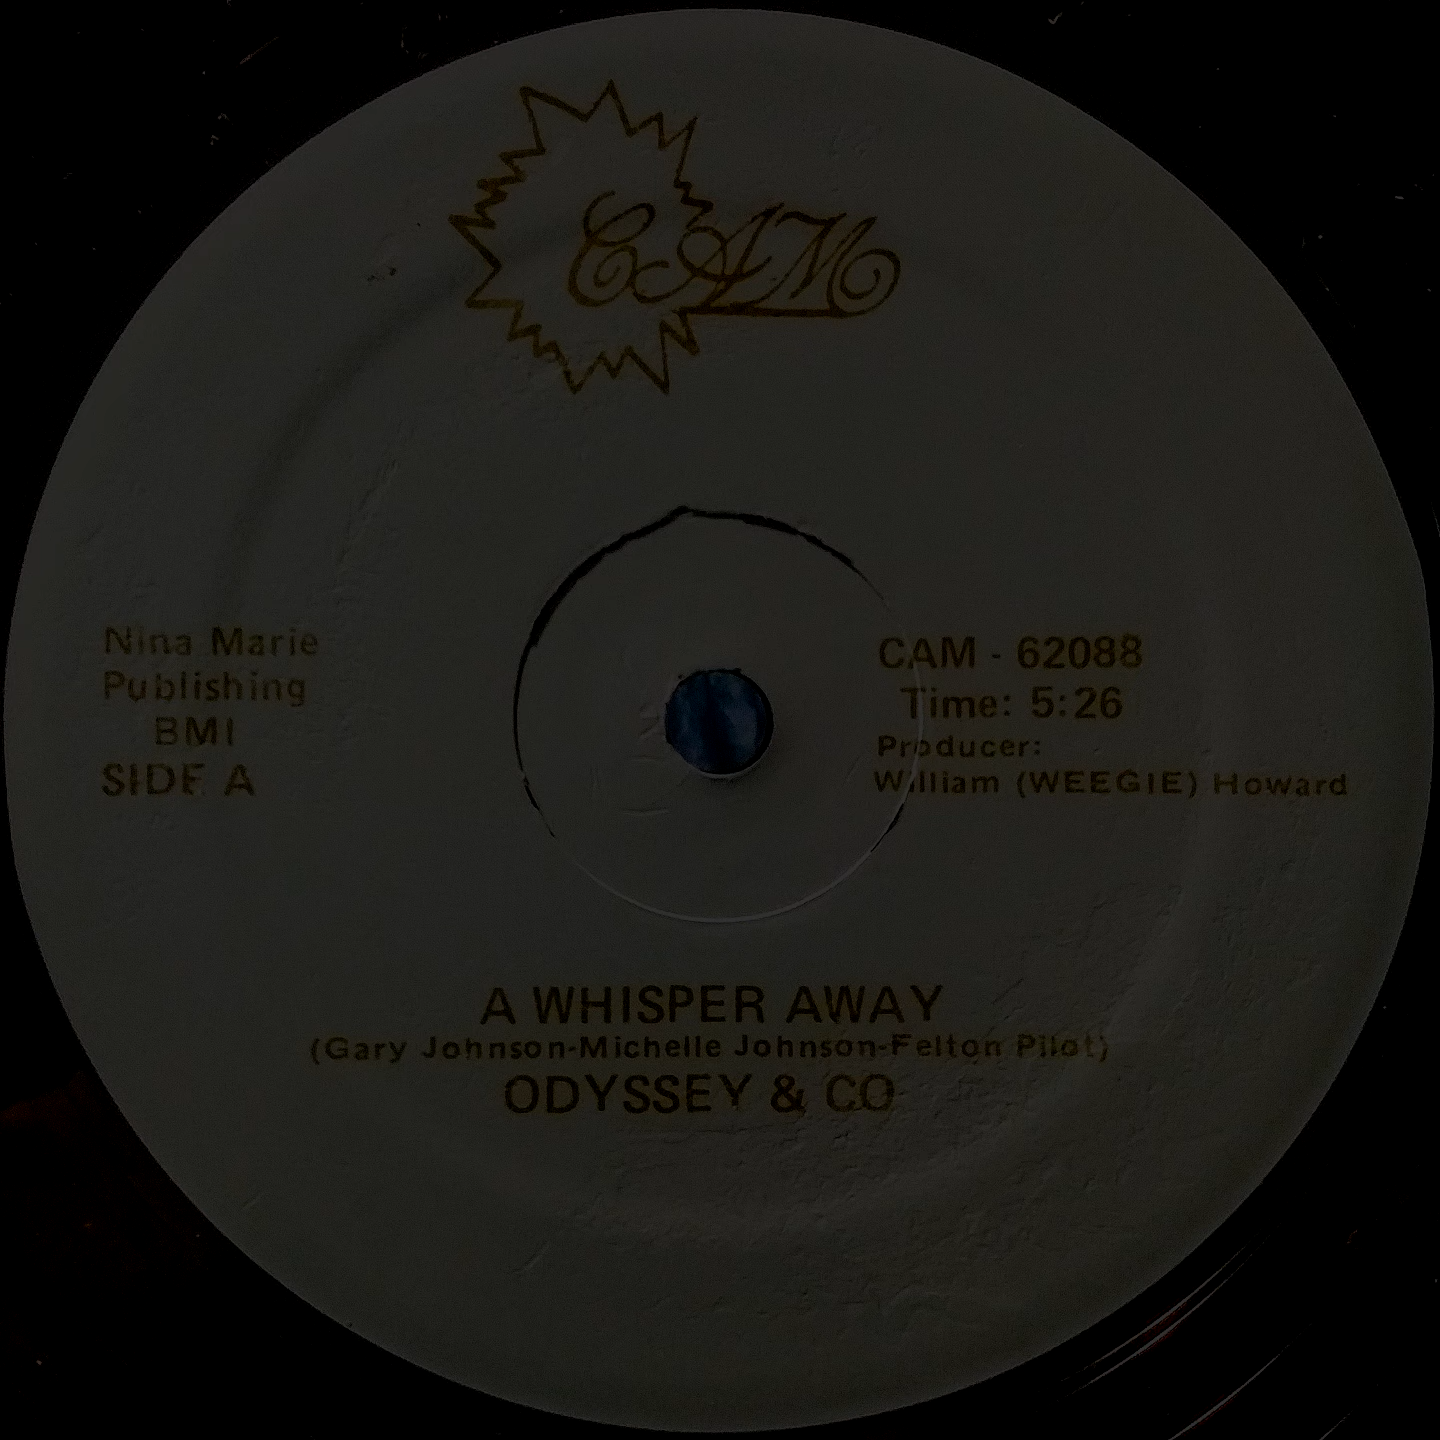 CAM
Nina Marie
Publishing
BMI
SIDE A
CAM - 62088
Time: 5:26
Producer:
William (WEEGIE) Howard
A WHISPER AWAY
(Gary Johnson-Michelle Johnson-Felton Pilot)
ODYSSEY & CO